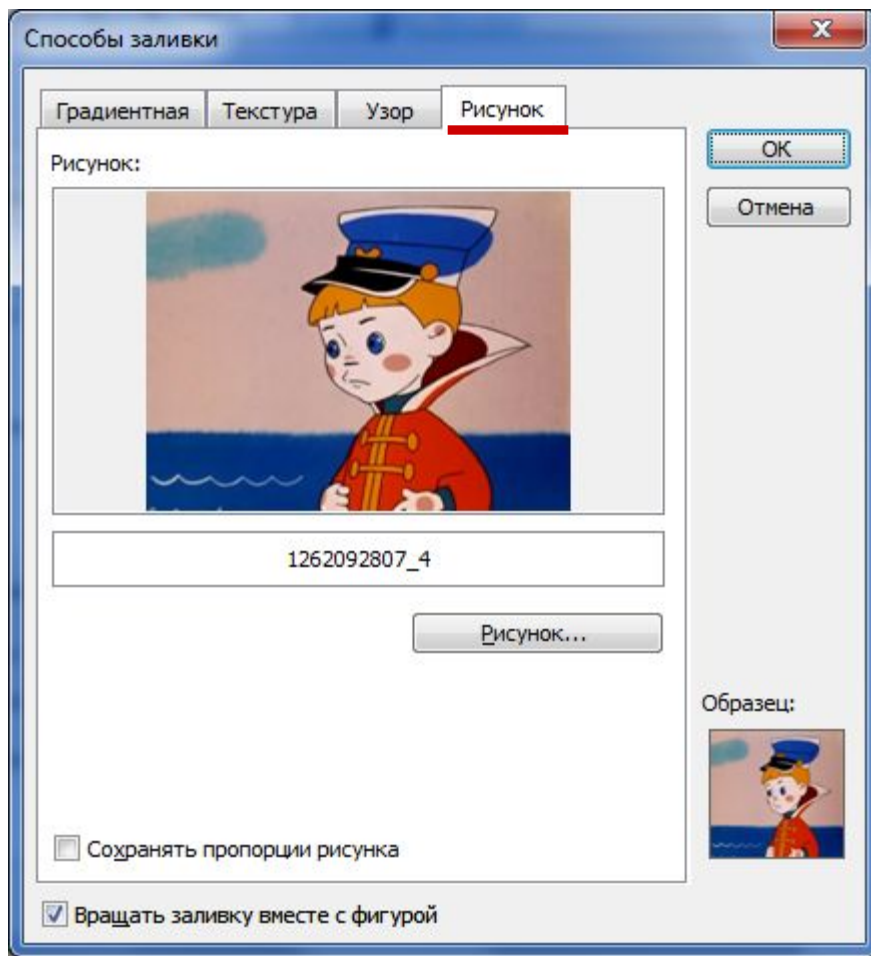 Способы заливки
Градиентная Текстура Узор Рисунок
Рисунок:
ОК
Отмена
1262092807_4
Рисунок...
Образец:
Сохранять пропорции рисунка
Вращать заливку вместе с фигурой